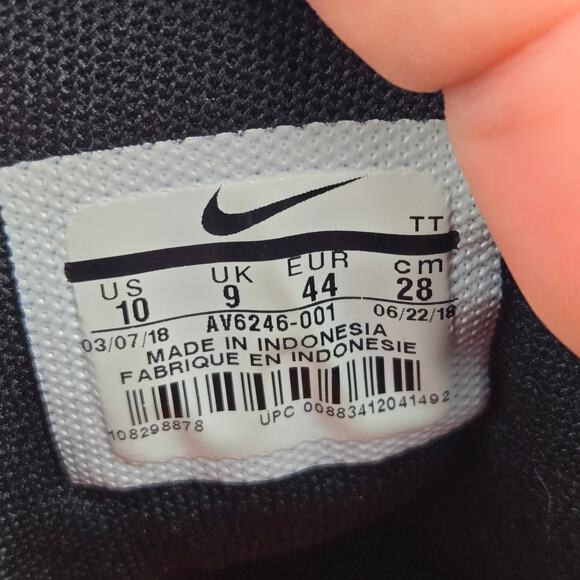 TT
US UK EUR cm
10 9 44 28
03/07/18 AV6246-001 06/22/18
MADE IN INDONESIA
FABRIQUE EN INDONESIE
108298878 UPC 00883412041492